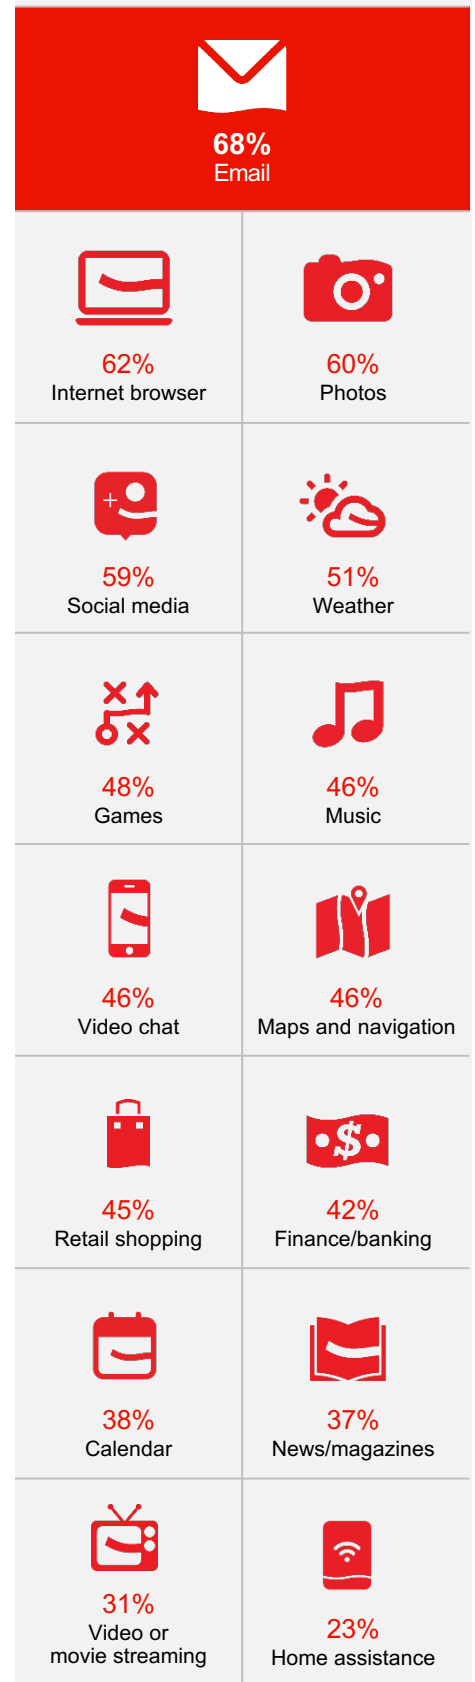 68%
Email
62%
Internet browser
60%
Photos
59%
Social media
51%
Weather
48%
Games
46%
Music
46%
Video chat
46%
Maps and navigation
45%
Retail shopping
42%
Finance/banking
38%
Calendar
37%
News/magazines
31%
Video or
movie streaming
23%
Home assistance